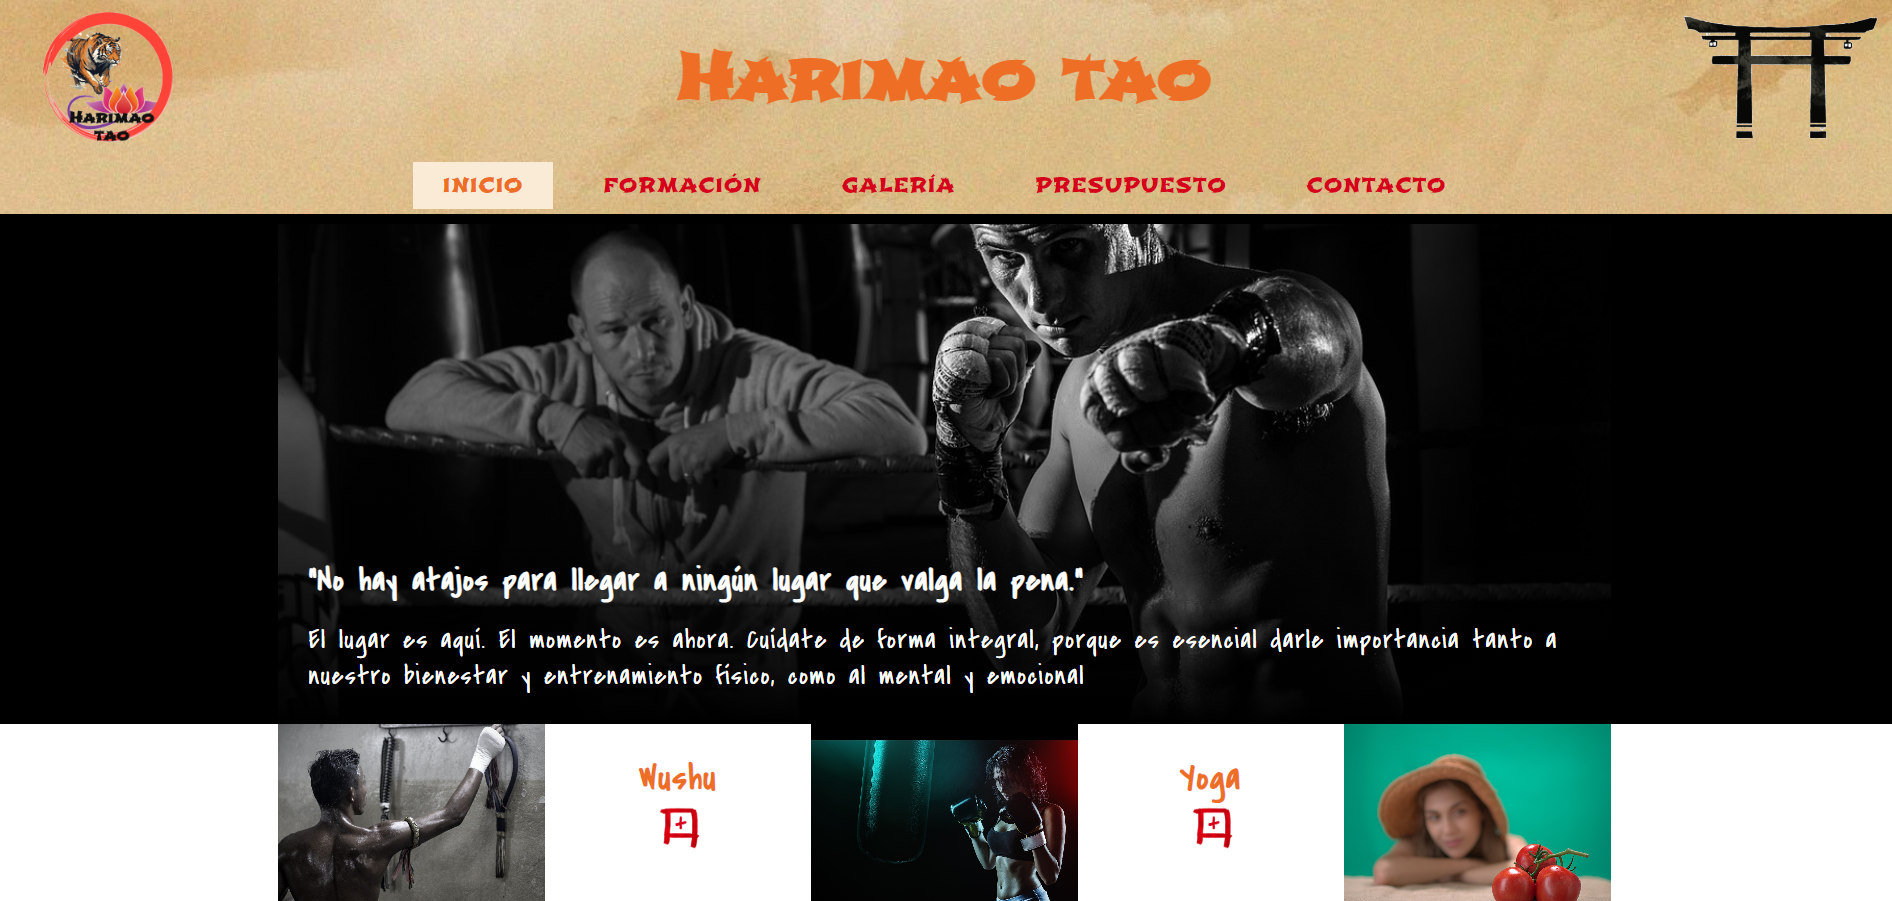 HARIMAO
TAO
HARIMAO TAO
INICIO FORMACIÓN GALERÍA PRESUPUESTO CONTACTO
"No hay atajos para llegar a ningún lugar que valga la pena."
El lugar es aquí. El momento es ahora. Cuídate de forma integral, porque es esencial darle importancia tanto a
nuestro bienestar y entrenamiento físico, como al mental y emocional
Wushu
Yoga